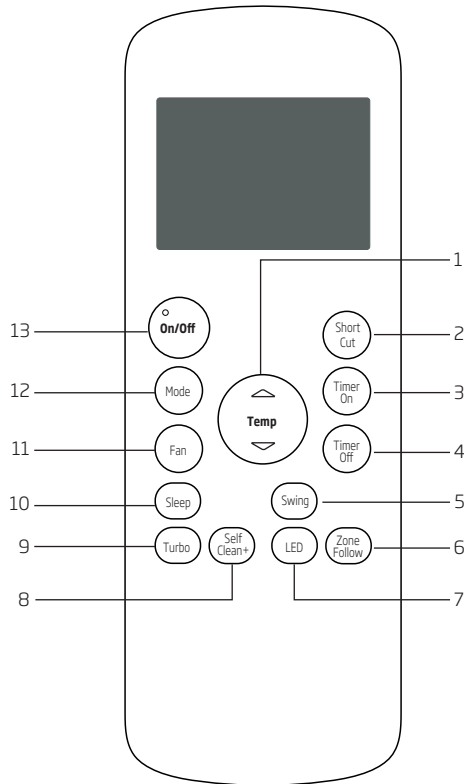 1
13
On/Off
Short
Cut
2
12
Mode
Timer
On
3
Temp
11
Fan
Timer
Off
4
10
Sleep
Swing
5
9
Turbo
Self
Clean+
LED
Zone
Follow
6
8
7